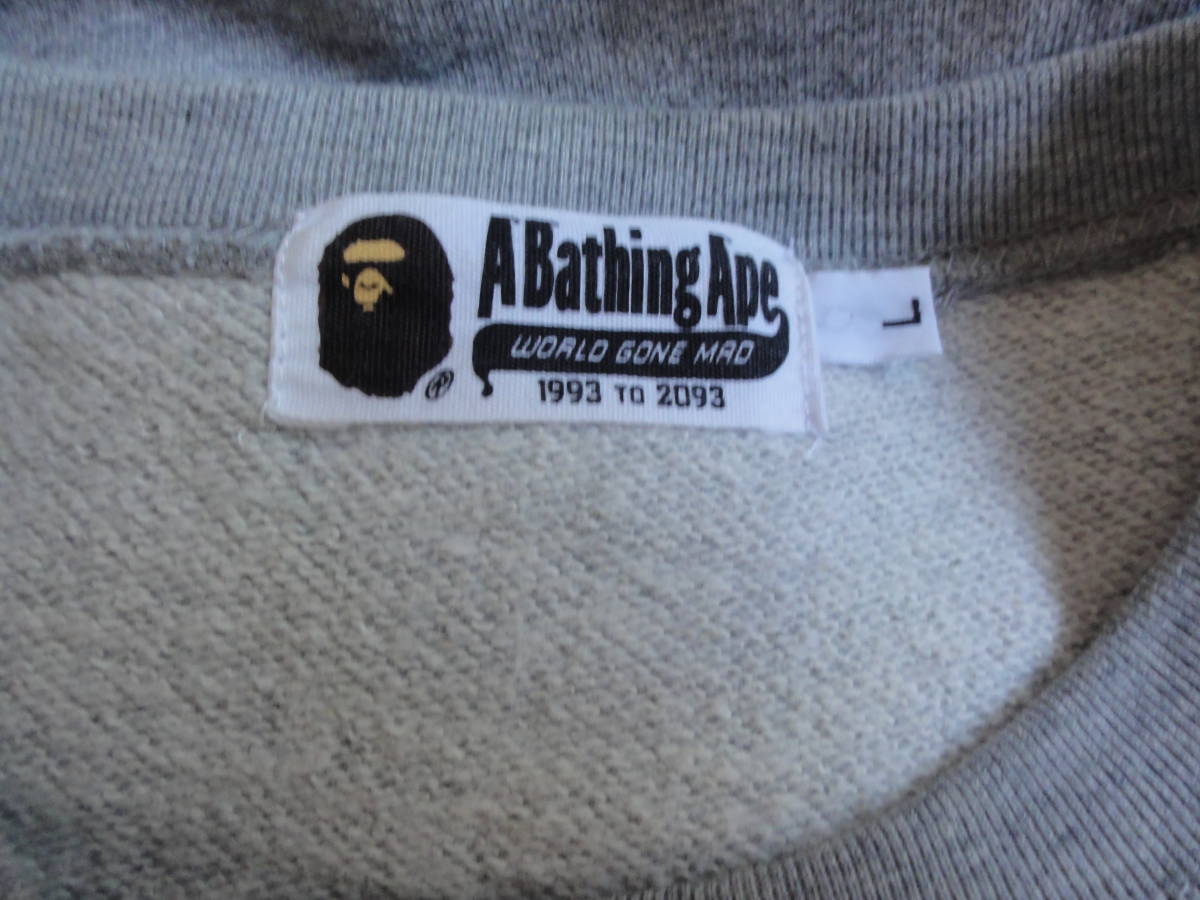 A Bathing Ape
WORLD GONE MAD
1993 TO 2093
®
L